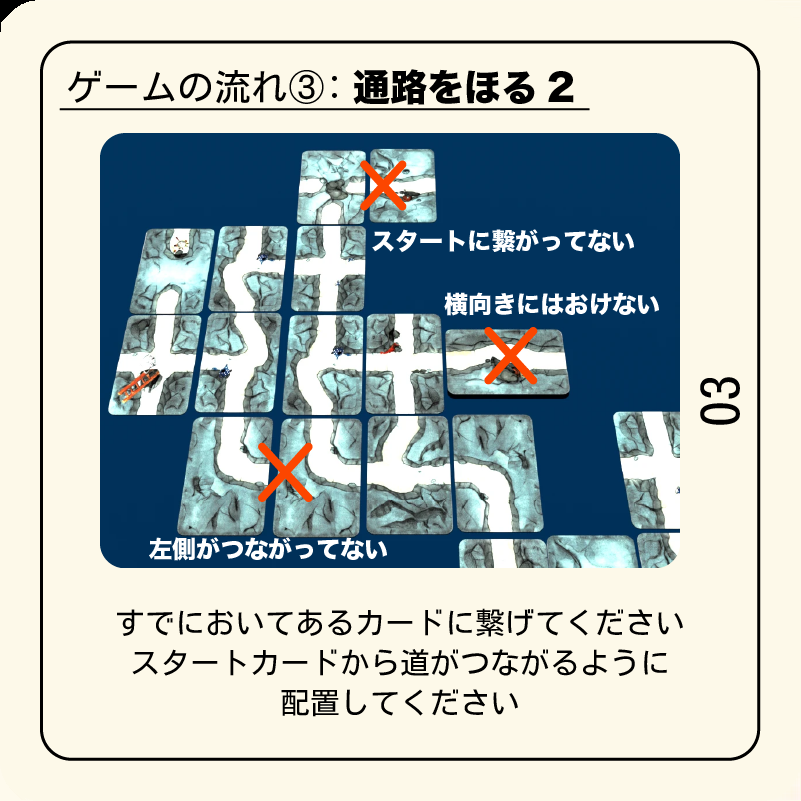 ゲームの流れ③: 通路をほる 2
スタートに繋がってない
横向きにはおけない
左側がつながってない
03
すでにおいてあるカードに繋げてください
スタートカードから道がつながるように
配置してください